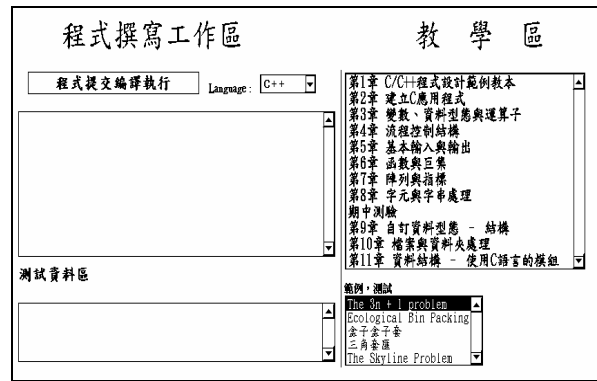 程式撰寫工作區
程式提交編譯執行 Language : C++
測試資料區
教 學 區
第1章 C/C++程式設計範例教本
第2章 建立C應用程式
第3章 變數、資料型態與運算子
第4章 流程控制結構
第5章 基本輸入與輸出
第6章 函數與巨集
第7章 陣列與指標
第8章 字元與字串處理
期中測驗
第9章 自訂資料型態 - 結構
第10章 檔案與資料夾處理
第11章 資料結構 - 使用C語言的模組
範例，測試
The 3n + 1 problem
Ecological Bin Packing
盒子盒子套
三角套匯
The Skyline Problem